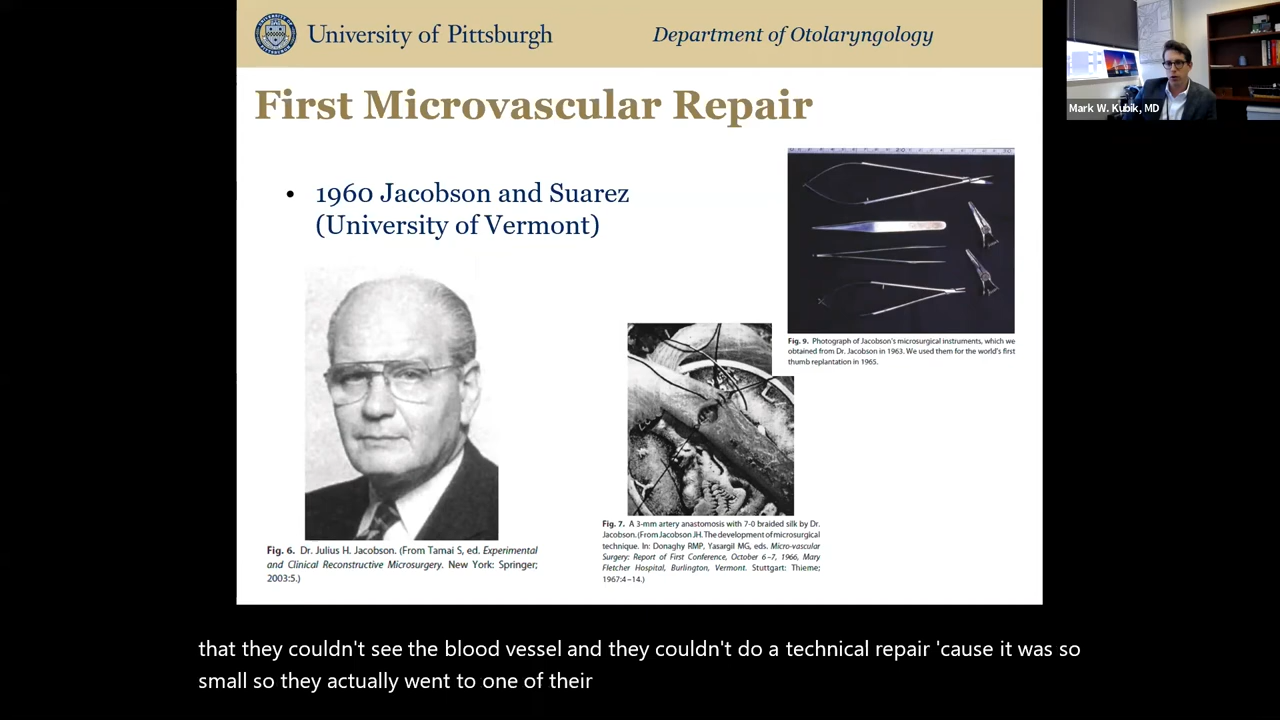 University of Pittsburgh
Department of Otolaryngology
Mark W. Kubik, MD
First Microvascular Repair
• 1960 Jacobson and Suarez
(University of Vermont)
Fig. 9. Photograph of Jacobson's microsurgical instruments, which we
obtained from Dr. Jacobson in 1963. We used them for the world's first
thumb replantation in 1965.
Fig. 7. A 3-mm artery anastomosis with 7-0 braided silk by Dr.
Jacobson. (From Jacobson JH. The development of microsurgical
technique. In: Donaghy RMP, Yasargil MG, eds. Micro-vascular
Surgery: Report of First Conference, October 6–7, 1966, Mary
Fletcher Hospital, Burlington, Vermont. Stuttgart: Thieme;
1967:4–14.)
Fig. 6. Dr. Julius H. Jacobson. (From Tamai S, ed. Experimental
and Clinical Reconstructive Microsurgery. New York: Springer;
2003:5.)
that they couldn't see the blood vessel and they couldn't do a technical repair 'cause it was so
small so they actually went to one of their